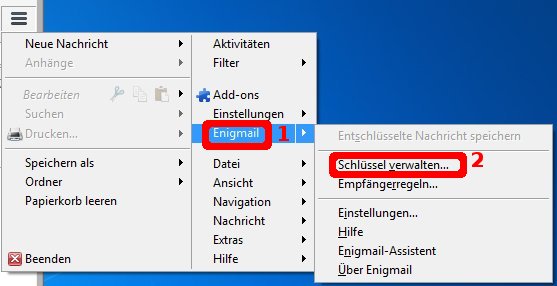 Neue Nachricht
Anhänge
Bearbeiten
Suchen
Drucken...
Speichern als
Ordner
Papierkorb leeren
Beenden
Aktivitäten
Filter
Add-ons
Einstellungen
Enigmail 1
Datei
Ansicht
Navigation
Nachricht
Extras
Hilfe
Entschlüsselte Nachricht speichern
Schlüssel verwalten... 2
Empfängerregeln...
Einstellungen...
Hilfe
Enigmail-Assistent
Über Enigmail